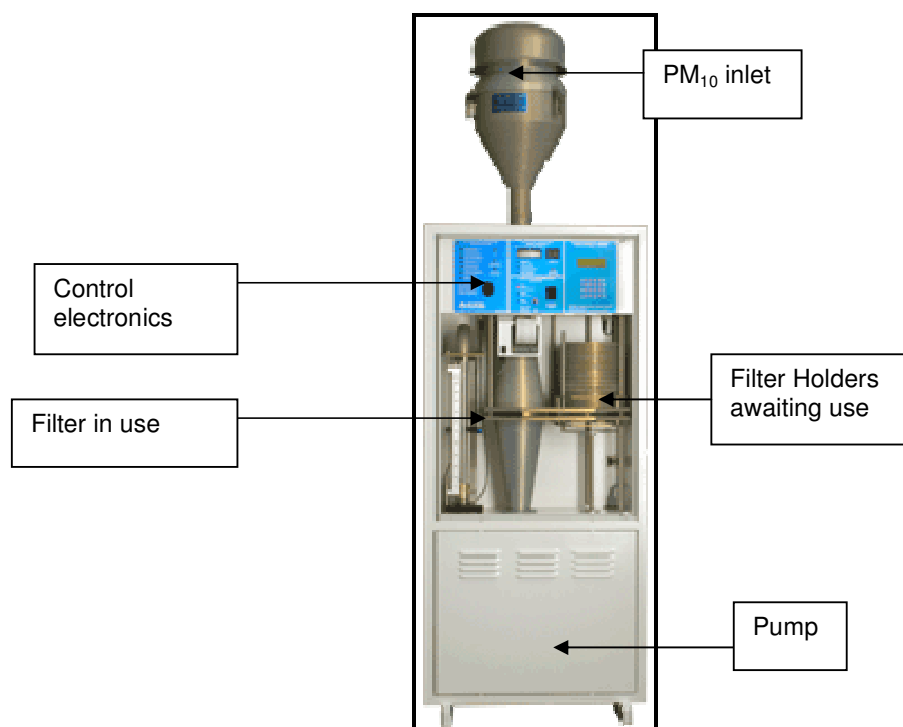 PM₁₀ inlet
Control
electronics
Filter Holders
awaiting use
Filter in use
Pump